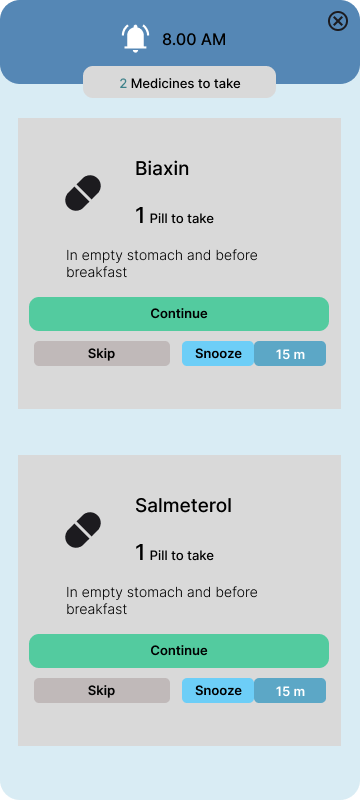 8.00 AM
2 Medicines to take
Biaxin
1 Pill to take
In empty stomach and before
breakfast
Continue
Skip
Snooze
15 m
Salmeterol
1 Pill to take
In empty stomach and before
breakfast
Continue
Skip
Snooze
15 m